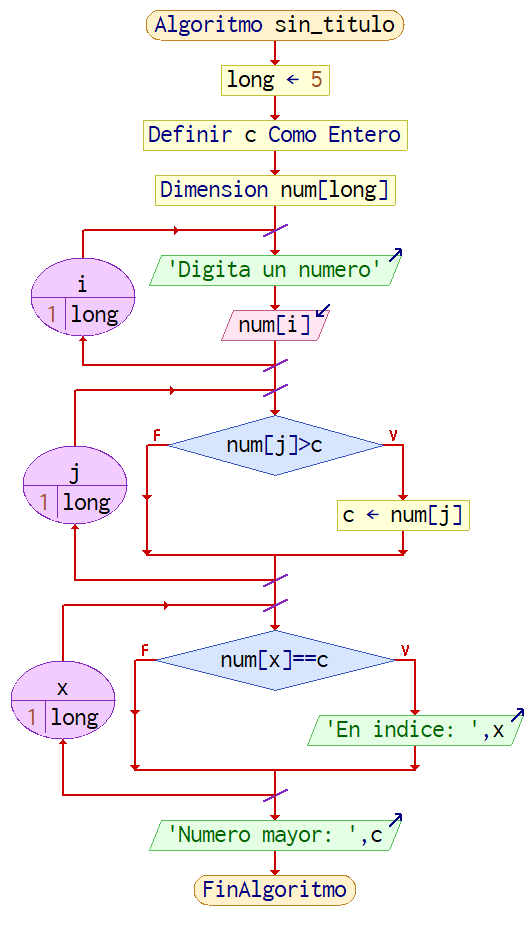 Algoritmo sin_titulo
long ← 5
Definir c Como Entero
Dimension num[long]
i
1 long
'Digita un numero'
num[i]
j
1 long
F
num[j]>c
V
c ← num[j]
x
1 long
F
num[x]==c
V
'En indice: ',x
'Numero mayor: ',c
FinAlgoritmo